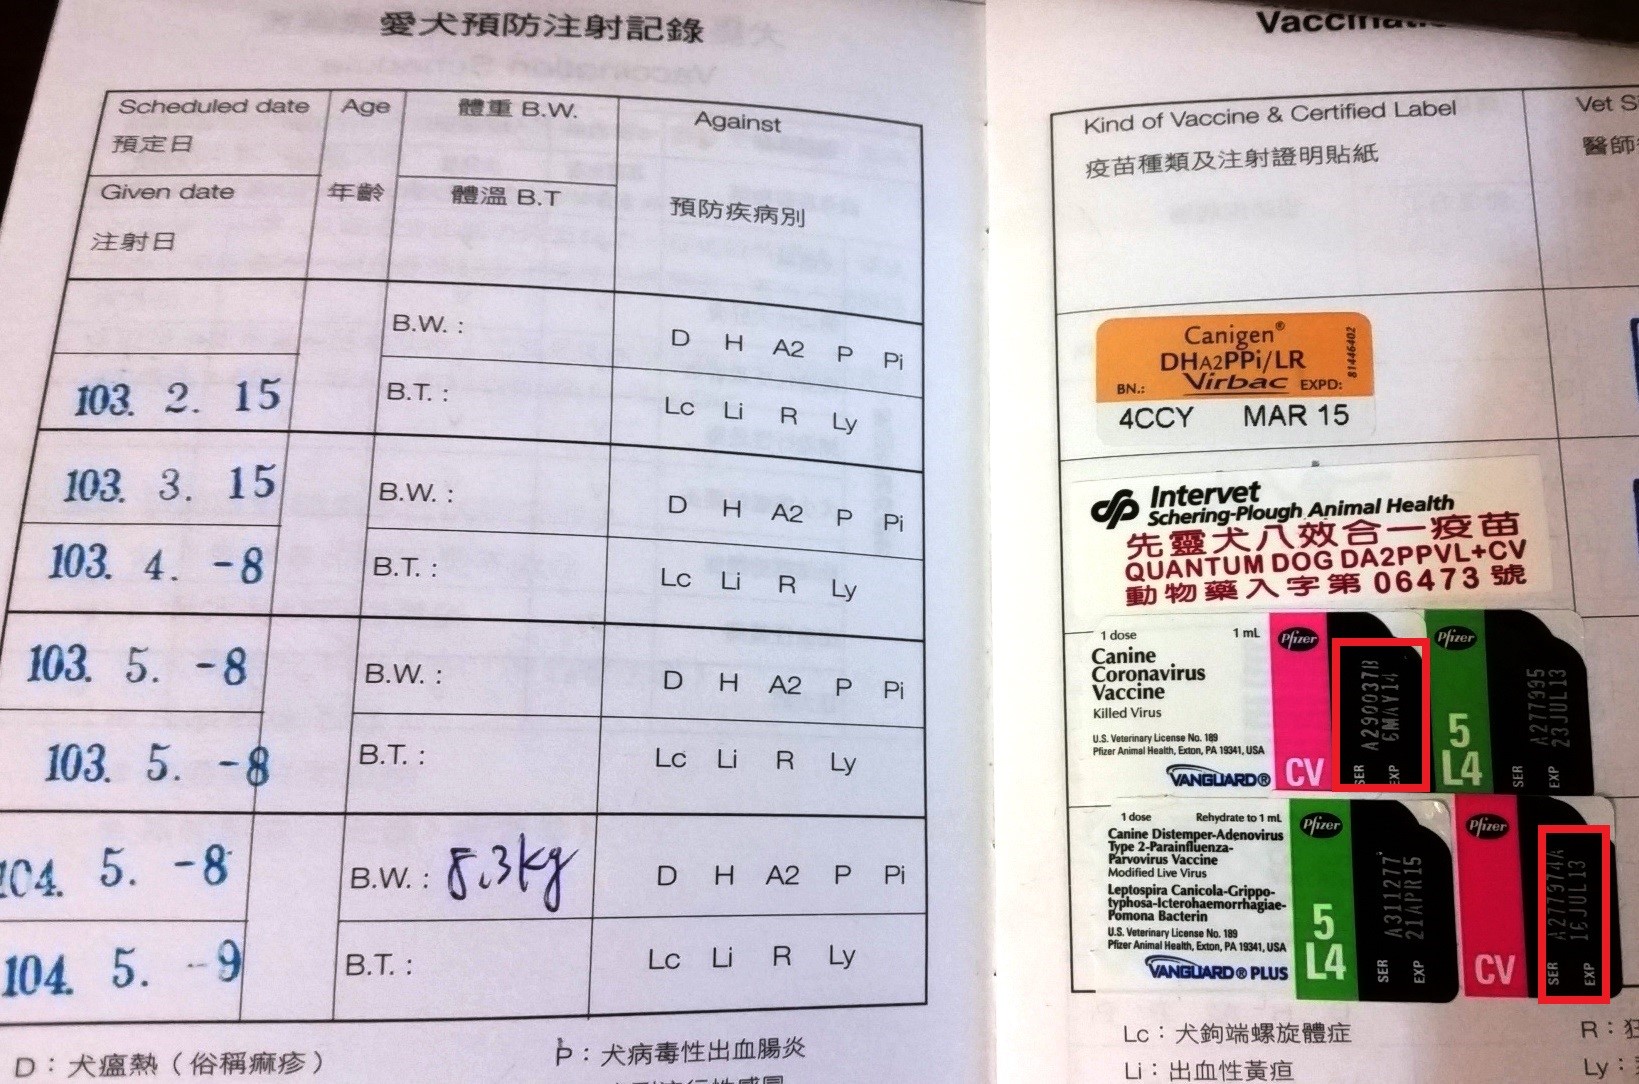 愛犬預防注射記錄
Scheduled date
預定日
Given date
注射日
Age
年齡
體重 B.W.
體溫 B.T
Against
預防疾病別
B.W. :
D H A2 P Pi
103. 2. 15
B.T. :
Lc Li R Ly
103. 3. 15
B.W. :
D H A2 P Pi
103. 4. -8
B.T. :
Lc Li R Ly
103. 5. -8
B.W. :
D H A2 P Pi
103. 5. -8
B.T. :
Lc Li R Ly
104. 5. -8
B.W. : 8.3kg
D H A2 P Pi
104. 5. -9
B.T. :
Lc Li R Ly
D：犬瘟熱（俗稱痲疹）
P：犬病毒性出血腸炎
Kind of Vaccine & Certified Label
疫苗種類及注射證明貼紙
Vet
醫師
Canigen®
DHA2PPi/LR
BN.: Virbac EXPD:
81446402
4CCY MAR 15
Intervet
Schering-Plough Animal Health
先靈犬八效合一疫苗
QUANTUM DOG DA2PPVL+CV
動物藥入字第 06473 號
1 dose 1 mL
Canine
Coronavirus
Vaccine
Killed Virus
U.S. Veterinary License No. 189
Pfizer Animal Health, Exton, PA 19341, USA
VANGUARD®
CV
Pfizer
SER A290037B
EXP 6MAY14
Pfizer
5
L4
SER A277995
EXP 23JUL13
1 dose Rehydrate to 1 mL
Canine Distemper-Adenovirus
Type 2-Parainfluenza-
Parvovirus Vaccine
Modified Live Virus
Leptospira Canicola-Grippo-
typhosa-Icterohaemorrhagiae-
Pomona Bacterin
U.S. Veterinary License No. 189
Pfizer Animal Health, Exton, PA 19341, USA
VANGUARD® PLUS
Pfizer
5
L4
SER A311277
EXP 21APR15
Pfizer
CV
SER A277974A
EXP 16JUL13
Lc：犬鉤端螺旋體症
R：狂
Li：出血性黃疸
Ly：